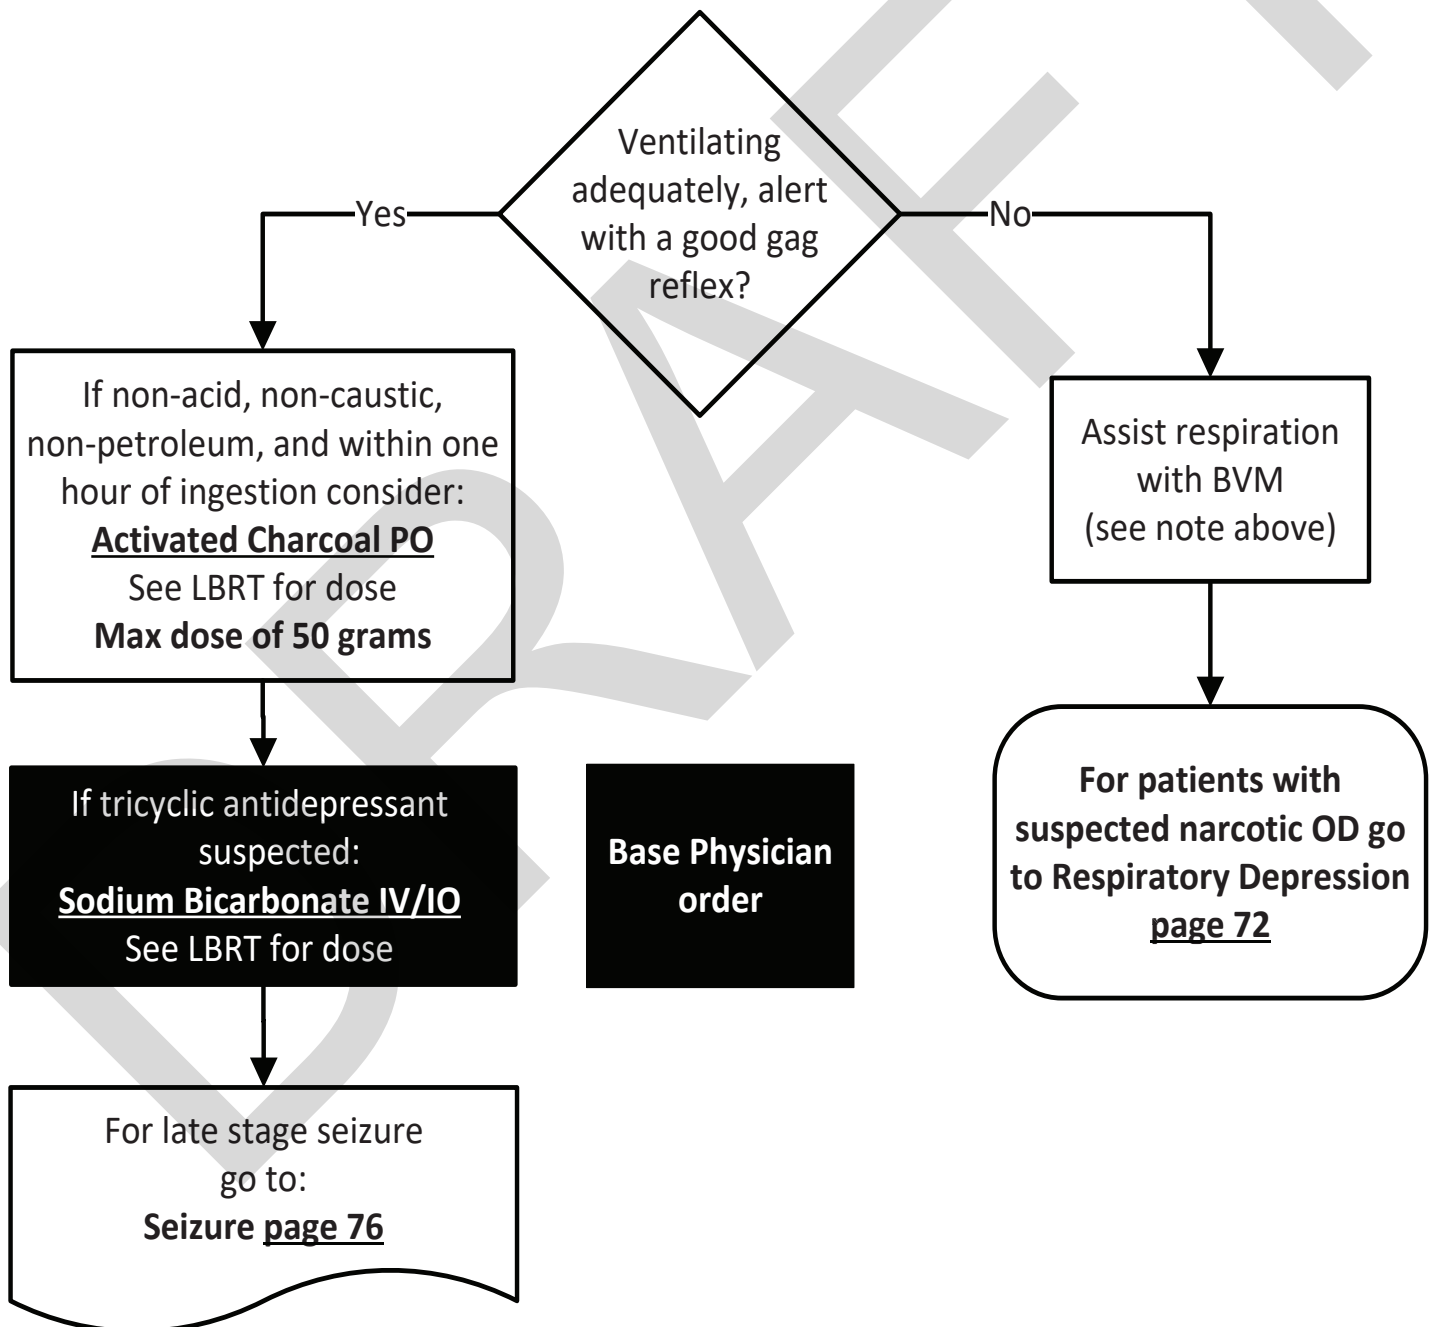 Ventilating
adequately, alert
with a good gag
reflex?
Yes
No
If non-acid, non-caustic,
non-petroleum, and within one
hour of ingestion consider:
Activated Charcoal PO
See LBRT for dose
Max dose of 50 grams
Assist respiration
with BVM
(see note above)
If tricyclic antidepressant
suspected:
Sodium Bicarbonate IV/IO
See LBRT for dose
Base Physician
order
For patients with
suspected narcotic OD go
to Respiratory Depression
page 72
For late stage seizure
go to:
Seizure page 76
DRAFT